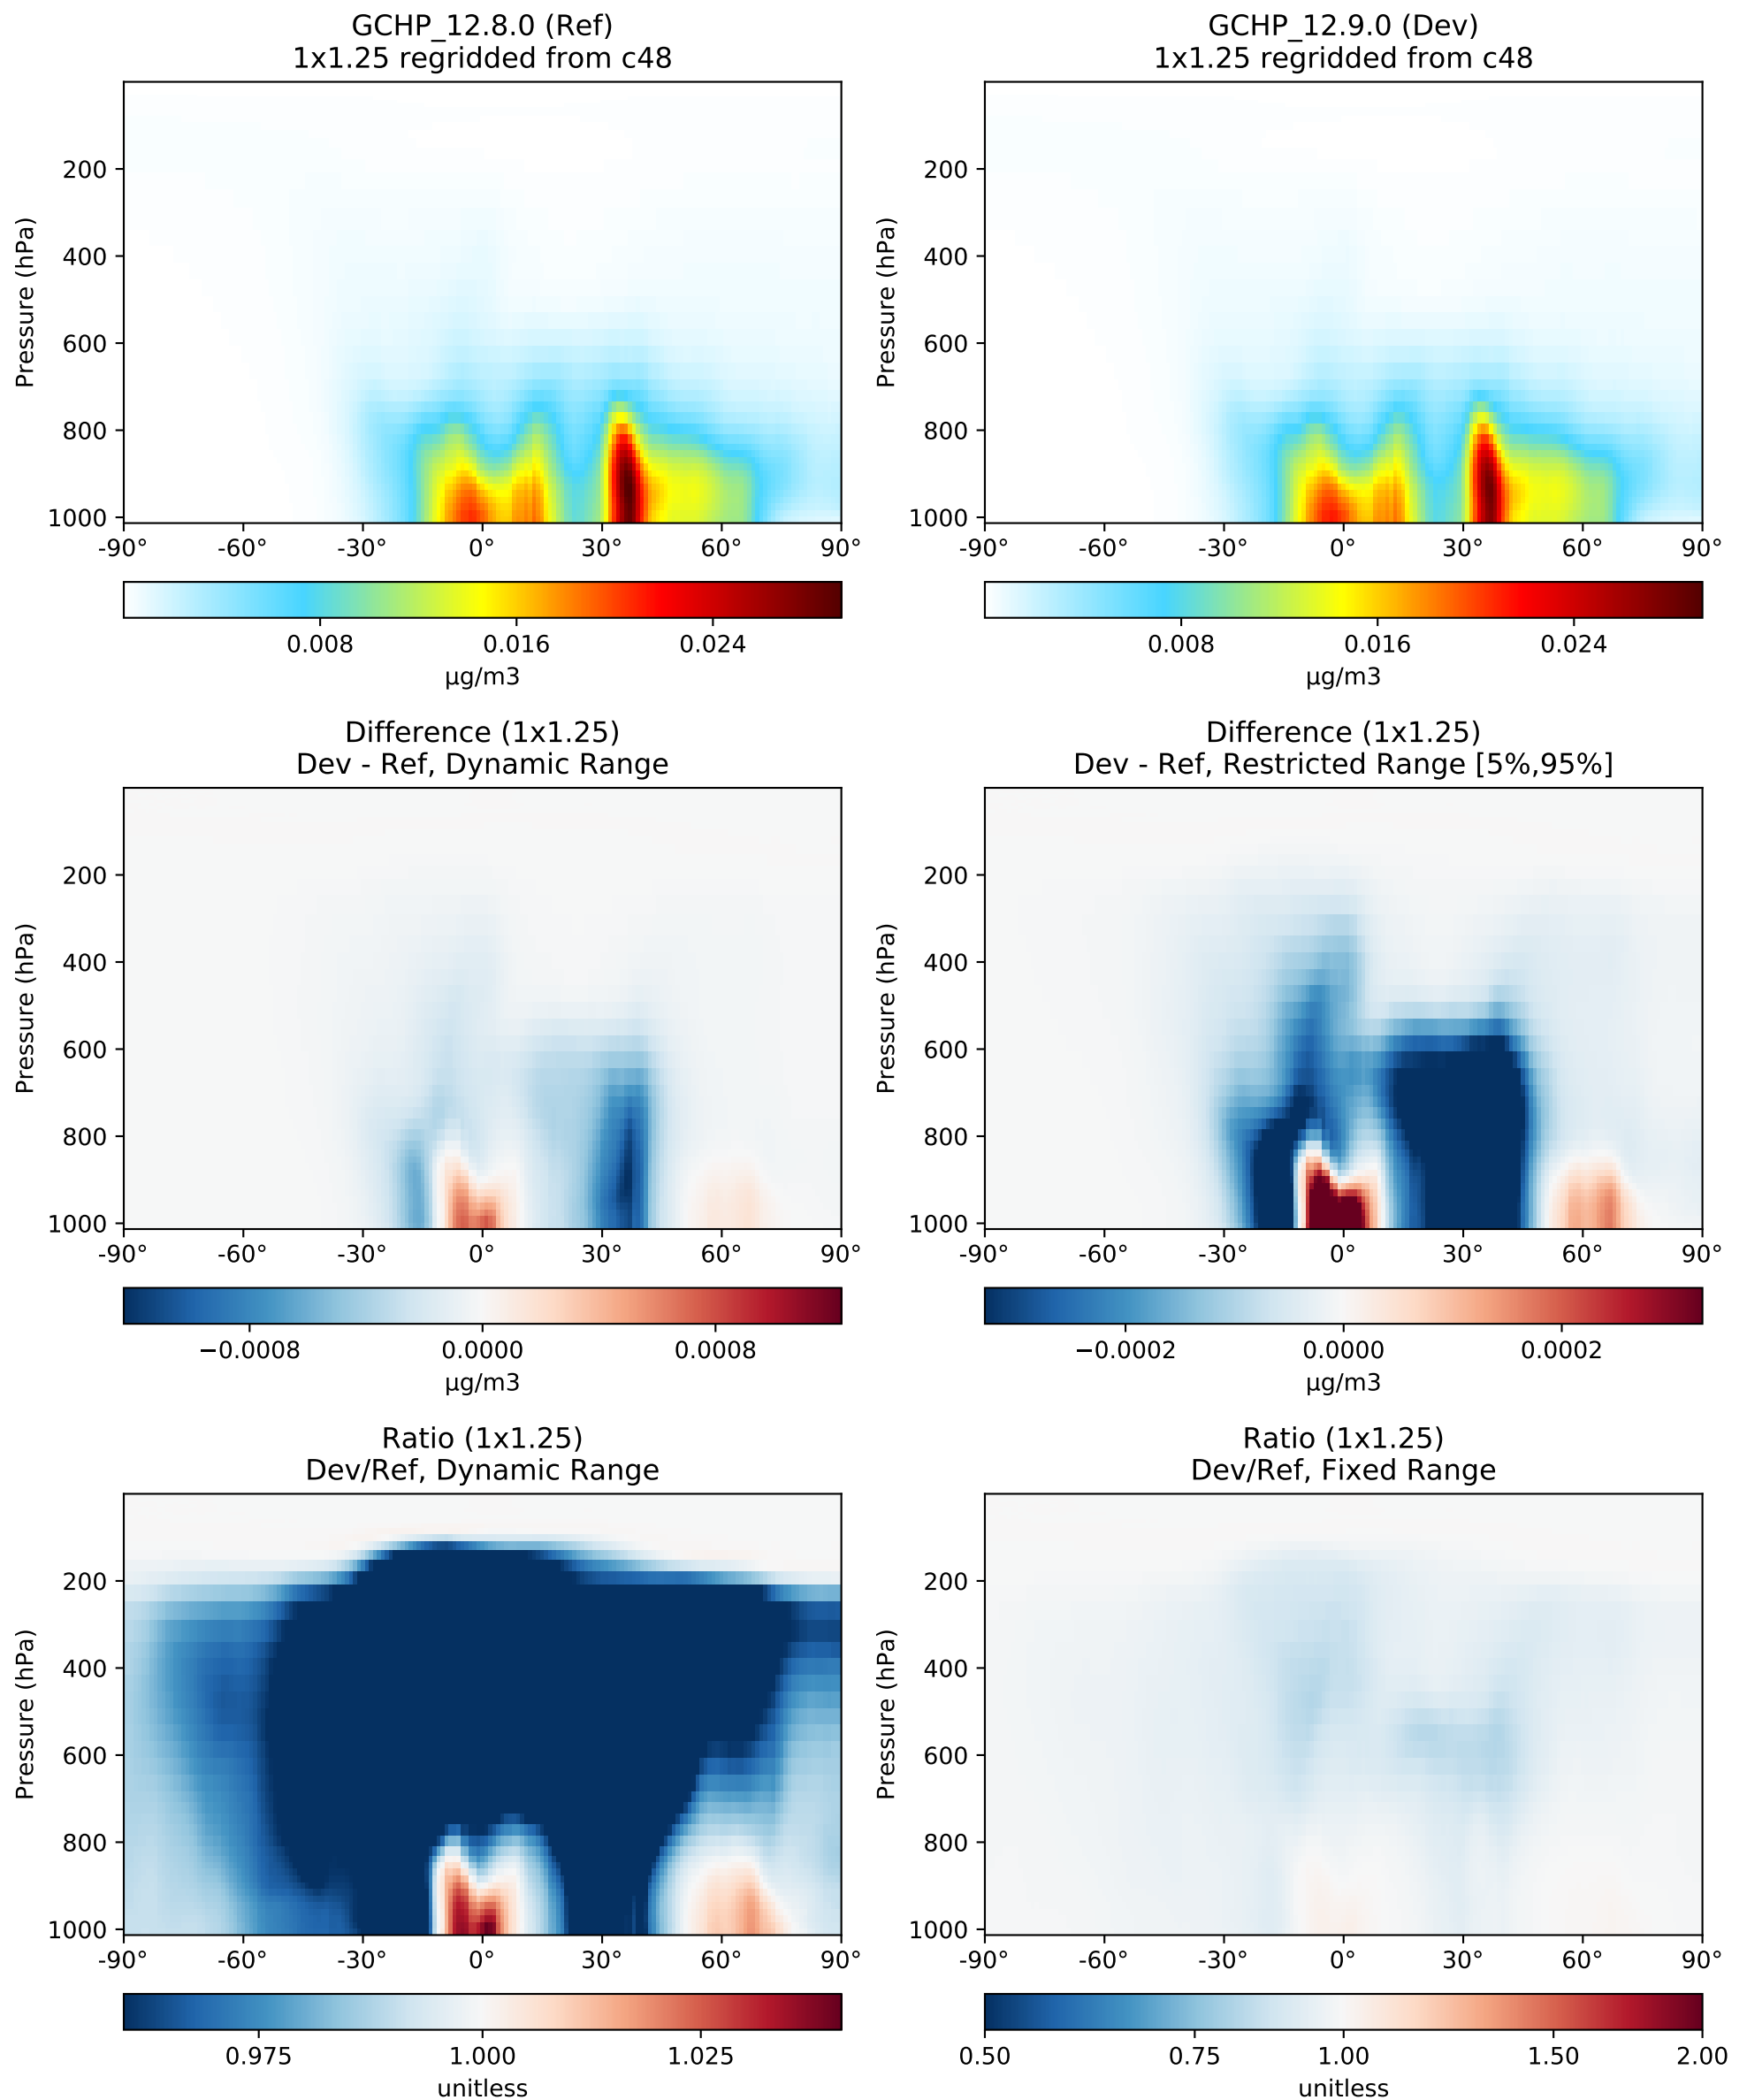 GCHP_12.8.0 (Ref)
1x1.25 regridded from c48
Pressure (hPa)
200
400
600
800
1000
-90° -60° -30° 0° 30° 60° 90°
0.008 0.016 0.024
μg/m3
GCHP_12.9.0 (Dev)
1x1.25 regridded from c48
Pressure (hPa)
200
400
600
800
1000
-90° -60° -30° 0° 30° 60° 90°
0.008 0.016 0.024
μg/m3
Difference (1x1.25)
Dev - Ref, Dynamic Range
Pressure (hPa)
200
400
600
800
1000
-90° -60° -30° 0° 30° 60° 90°
−0.0008 0.0000 0.0008
μg/m3
Difference (1x1.25)
Dev - Ref, Restricted Range [5%,95%]
Pressure (hPa)
200
400
600
800
1000
-90° -60° -30° 0° 30° 60° 90°
−0.0002 0.0000 0.0002
μg/m3
Ratio (1x1.25)
Dev/Ref, Dynamic Range
Pressure (hPa)
200
400
600
800
1000
-90° -60° -30° 0° 30° 60° 90°
0.975 1.000 1.025
unitless
Ratio (1x1.25)
Dev/Ref, Fixed Range
Pressure (hPa)
200
400
600
800
1000
-90° -60° -30° 0° 30° 60° 90°
0.50 0.75 1.00 1.50 2.00
unitless